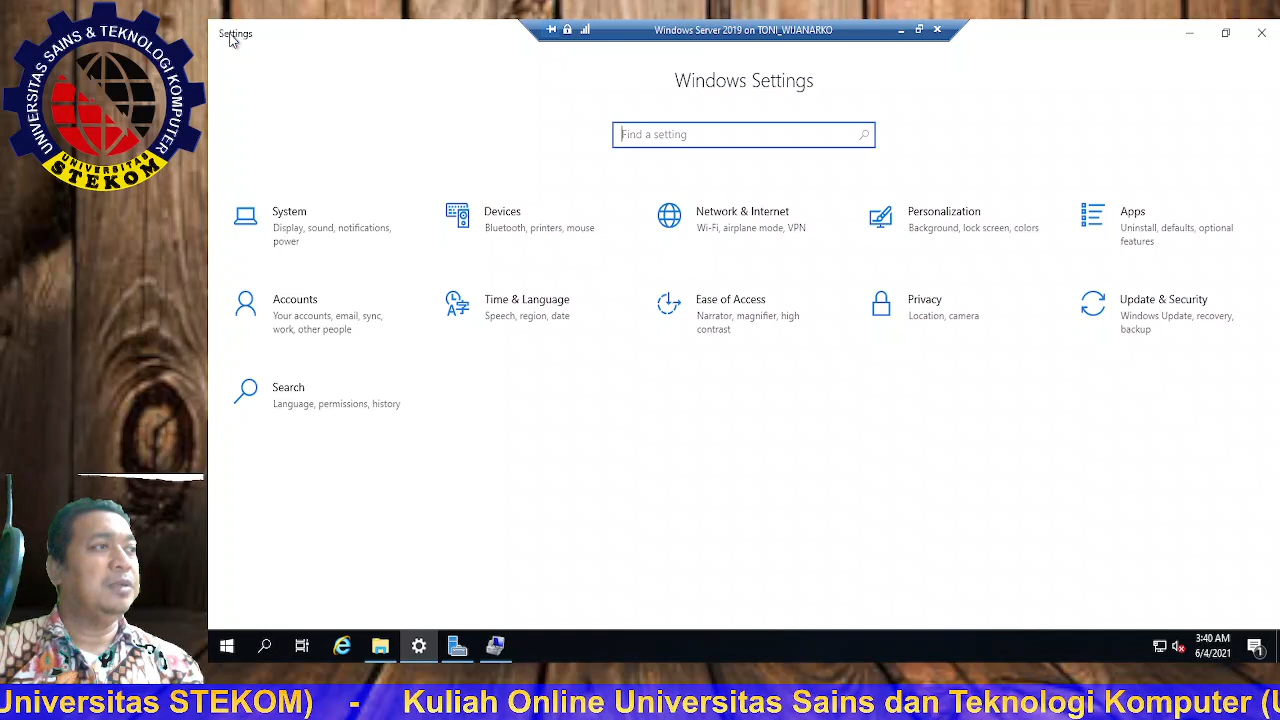 UNIVERSITAS SAINS & TEKNOLOGI KOMPUTER
UNIVERSITAS
STEKOM
Settings
Windows Server 2019 on TONI_WIJANARKO
Windows Settings
Find a setting
System
Display, sound, notifications,
power
Devices
Bluetooth, printers, mouse
Network & Internet
Wi-Fi, airplane mode, VPN
Personalization
Background, lock screen, colors
Apps
Uninstall, defaults, optional
features
Accounts
Your accounts, email, sync,
work, other people
Time & Language
Speech, region, date
Ease of Access
Narrator, magnifier, high
contrast
Privacy
Location, camera
Update & Security
Windows Update, recovery,
backup
Search
Language, permissions, history
3:40 AM
6/4/2021
1
Universitas STEKOM) - Kuliah Online Universitas Sains dan Teknologi Komputer (U